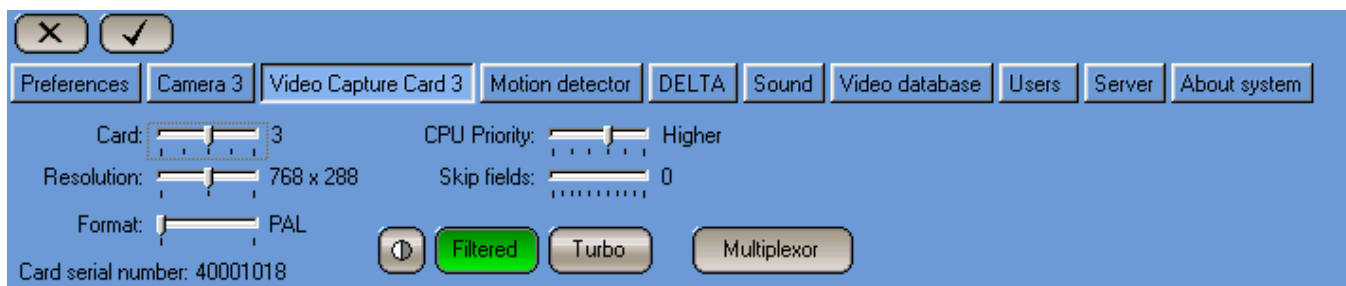 Preferences Camera 3 Video Capture Card 3 Motion detector DELTA Sound Video database Users Server About system
Card: 3 CPU Priority: Higher
Resolution: 768 x 288 Skip fields: 0
Format: PAL
Filtered Turbo Multiplexor
Card serial number: 40001018